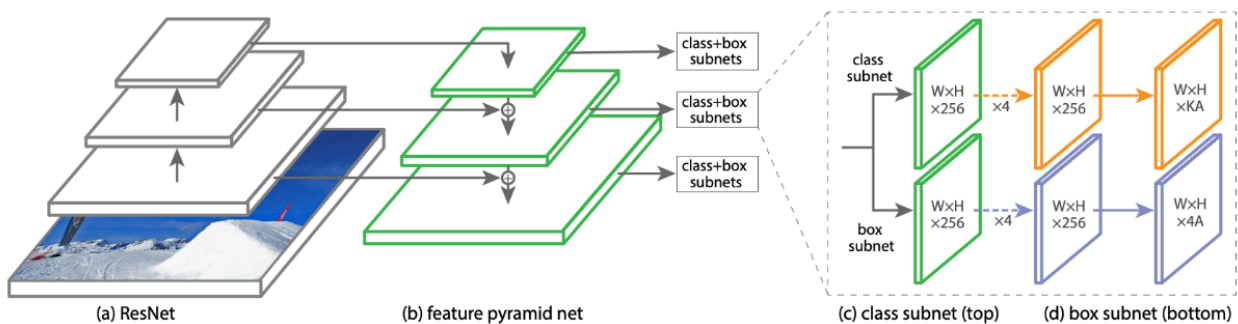 class+box
subnets
class+box
subnets
class+box
subnets
class
subnet
W×H
×256
×4
W×H
×256
W×H
×KA
box
subnet
W×H
×256
×4
W×H
×256
W×H
×4A
(a) ResNet
(b) feature pyramid net
(c) class subnet (top)
(d) box subnet (bottom)